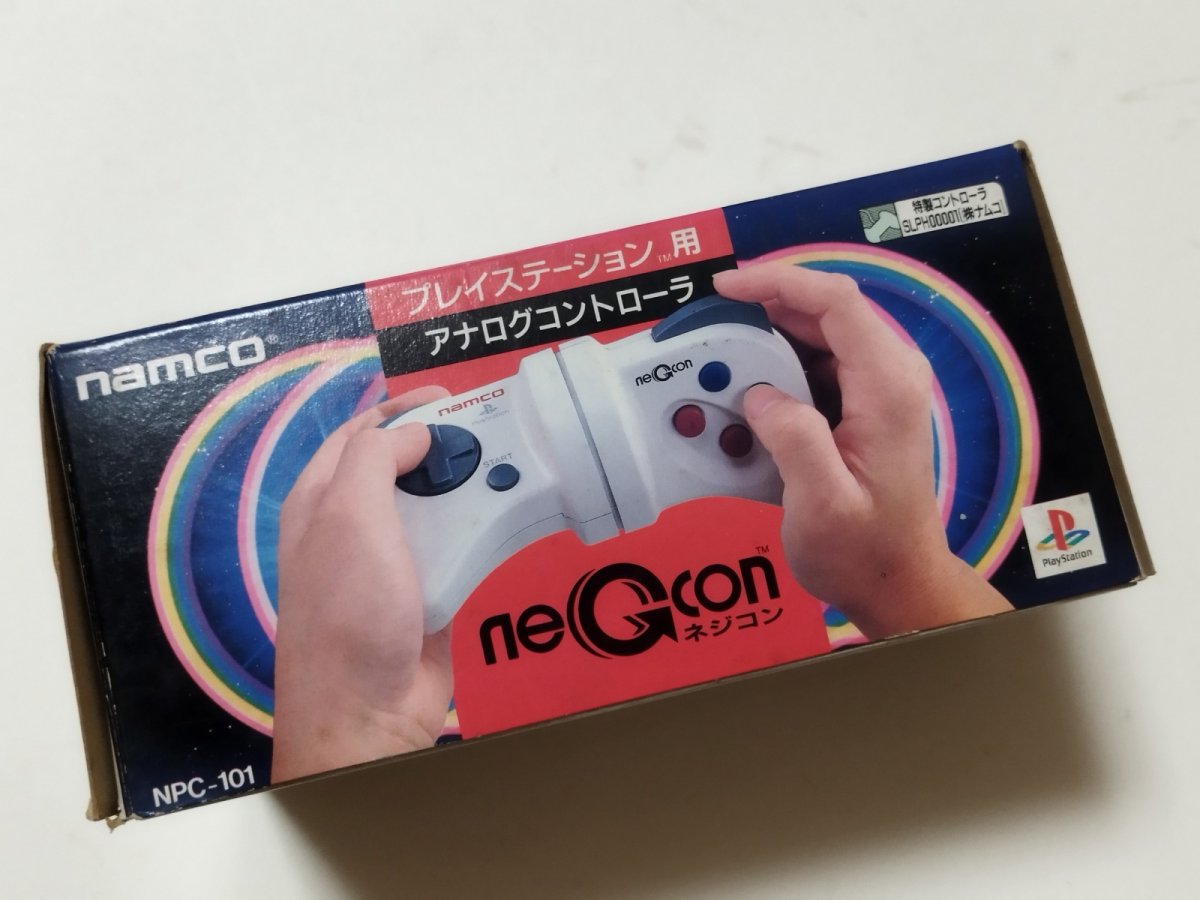 特製コントローラ
SLPH00001(株)ナムコ
プレイステーション™用
アナログコントローラ
namco®
neGcon
namco
PlayStation
START
neGcon™
ネジコン
PlayStation
NPC-101